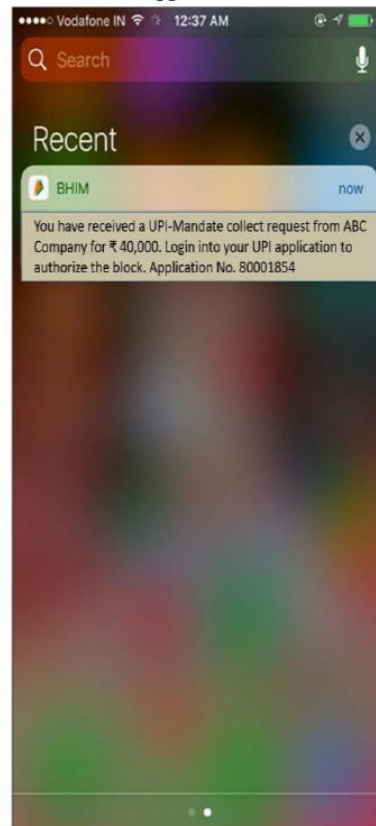 Vodafone IN 12:37 AM
Search
Recent
BHIM now
You have received a UPI-Mandate collect request from ABC
Company for ₹ 40,000. Login into your UPI application to
authorize the block. Application No. 80001854